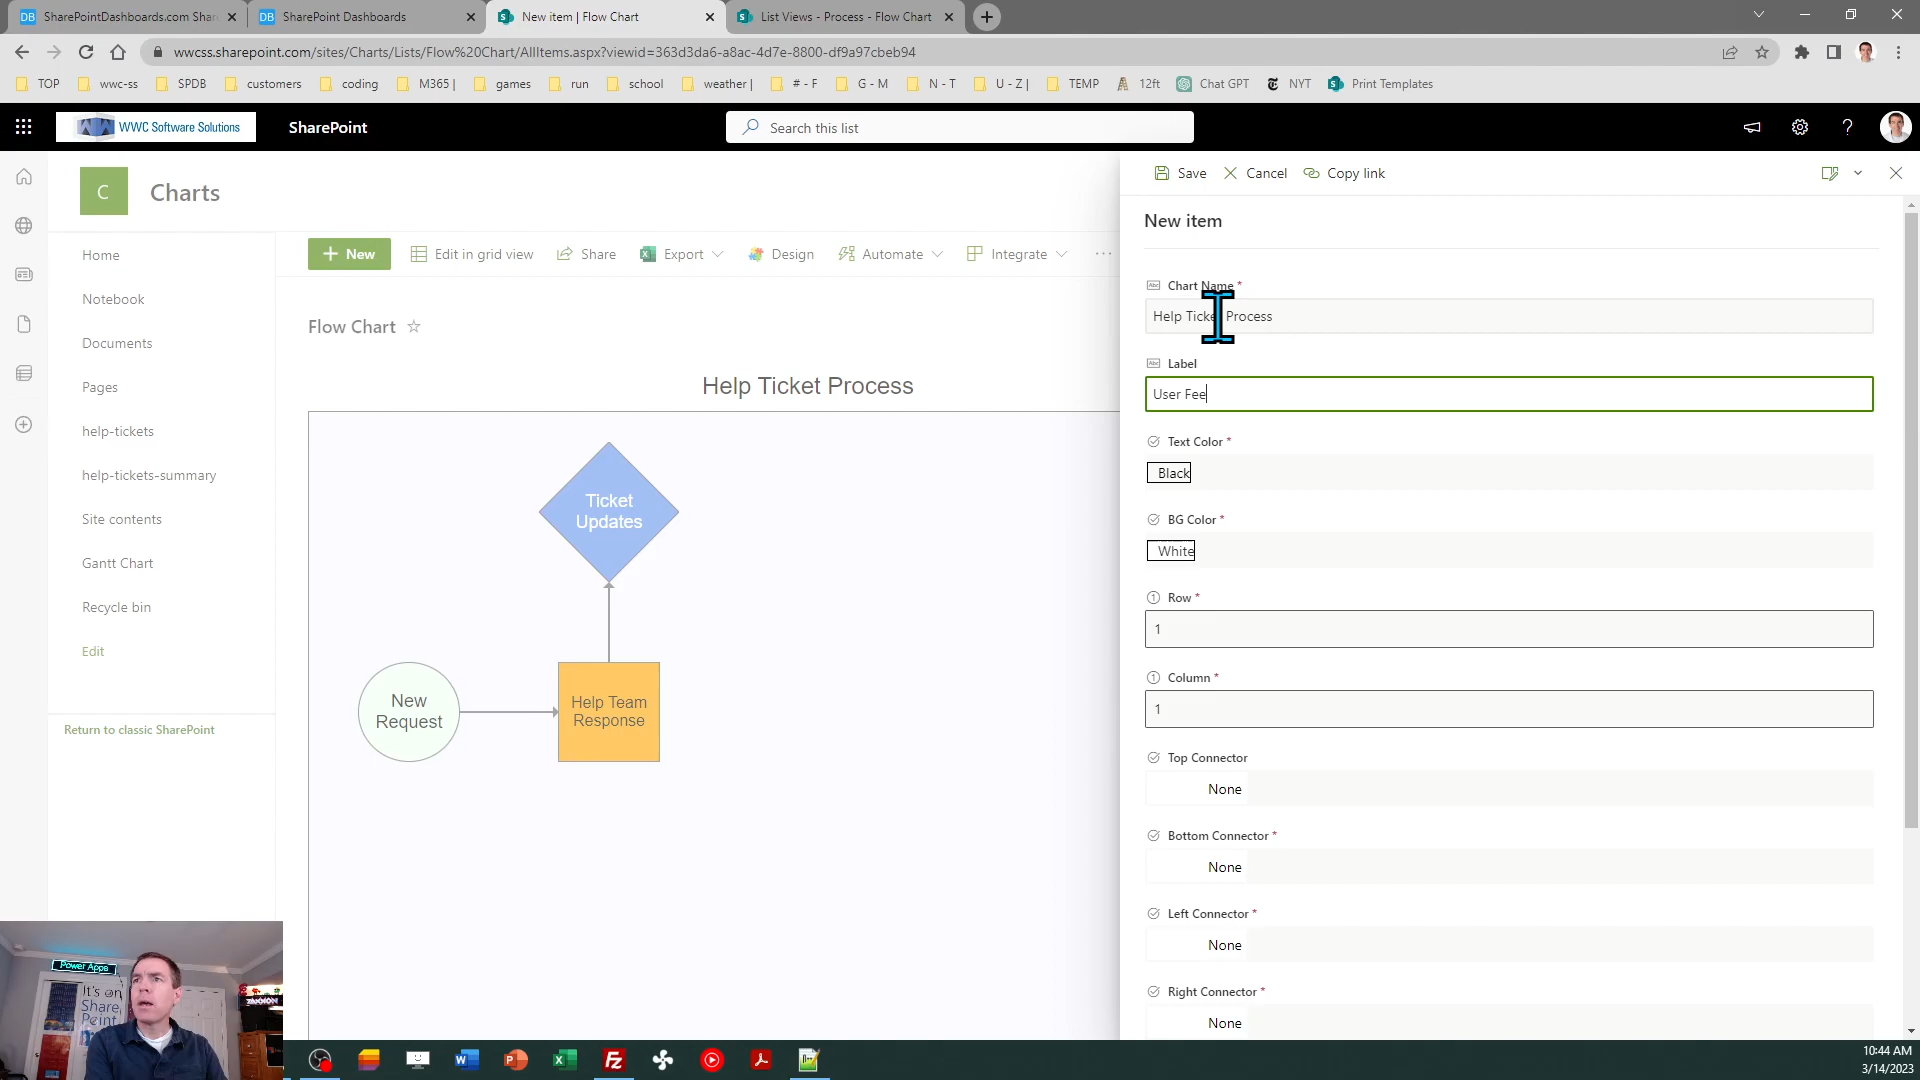 SharePointDashboards.com Shar
SharePoint Dashboards
New item | Flow Chart
List Views - Process - Flow Chart
wwcss.sharepoint.com/sites/Charts/Lists/Flow%20Chart/AllItems.aspx?viewid=363d3da6-a8ac-4d7e-8800-df9a97cbeb94
TOP
wwc-ss
SPDB
customers
coding
M365 |
games
run
school
weather |
# - F
G - M
N - T
U - Z |
TEMP
12ft
Chat GPT
NYT
Print Templates
WWC Software Solutions
SharePoint
Search this list
C
Charts
Home
Notebook
Documents
Pages
help-tickets
help-tickets-summary
Site contents
Gantt Chart
Recycle bin
Edit
Return to classic SharePoint
New
Edit in grid view
Share
Export
Design
Automate
Integrate
Flow Chart
Help Ticket Process
Ticket
Updates
New
Request
Help Team
Response
Save
Cancel
Copy link
New item
Chart Name *
Help Ticket Process
Label
User Fee
Text Color *
Black
BG Color *
White
Row *
1
Column *
1
Top Connector
None
Bottom Connector *
None
Left Connector *
None
Right Connector *
None
Power Apps
It's on
Share
Point
10:44 AM
3/14/2023